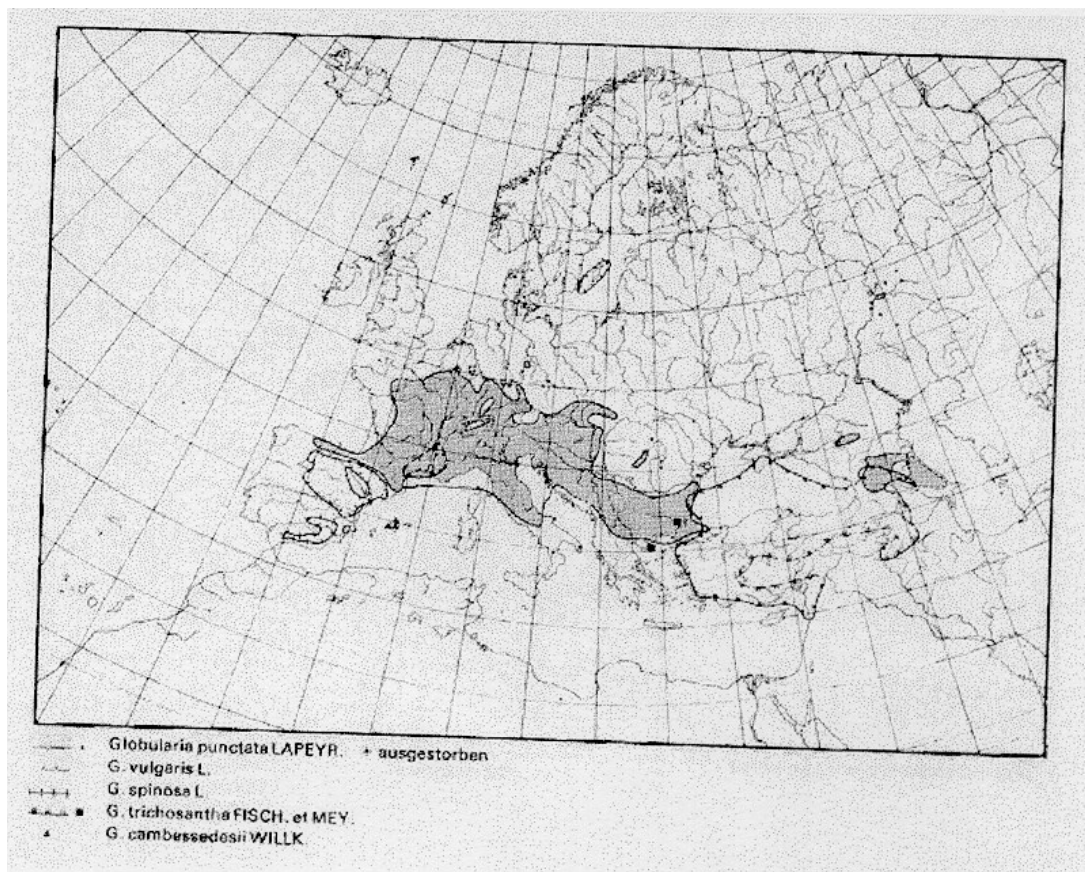 Globularia punctata LAPEYR. + ausgestorben
G. vulgaris L.
G. spinosa L
G. trichosantha FISCH. et MEY.
G. cambessedesii WILLK.